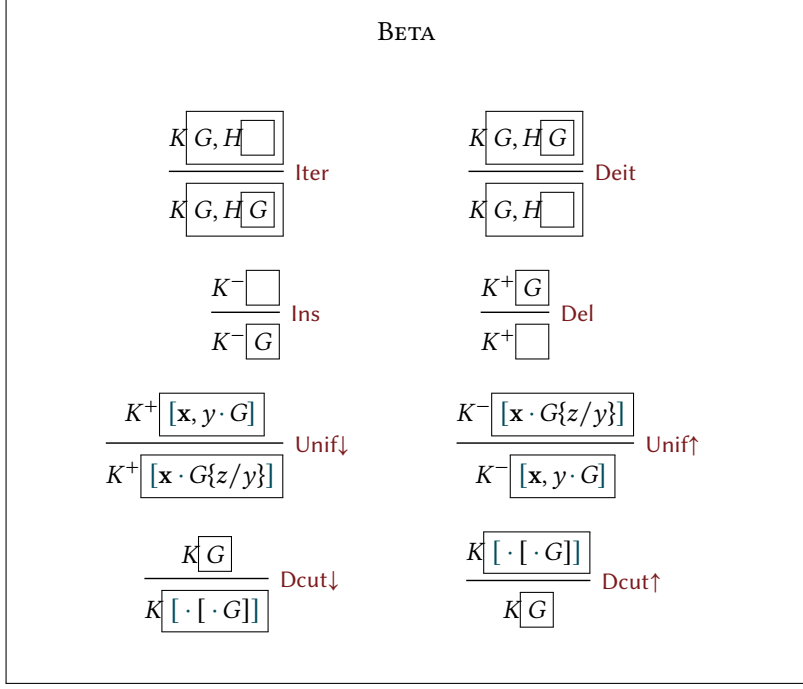 BETA
K G, H
Iter
K G, H G
K G, H G
Deit
K G, H
K⁻
Ins
K⁻ G
K⁺ G
Del
K⁺
K⁺ [x, y · G]
Unif↓
K⁺ [x · G{z/y}]
K⁻ [x · G{z/y}]
Unif↑
K⁻ [x, y · G]
K G
Dcut↓
K [ · [ · G]]
K [ · [ · G]]
Dcut↑
K G